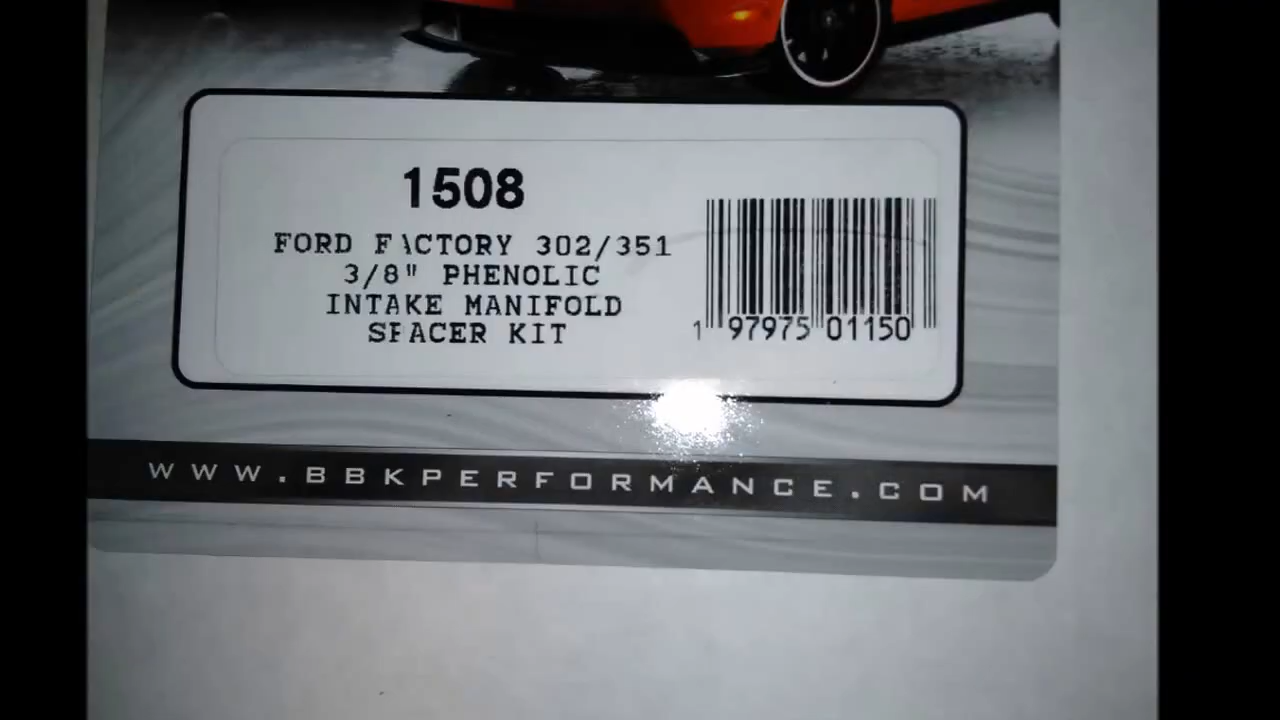 1508
FORD FACTORY 302/351
3/8" PHENOLIC
INTAKE MANIFOLD
SPACER KIT
1 97975 01150
WWW.BBKPERFORMANCE.COM